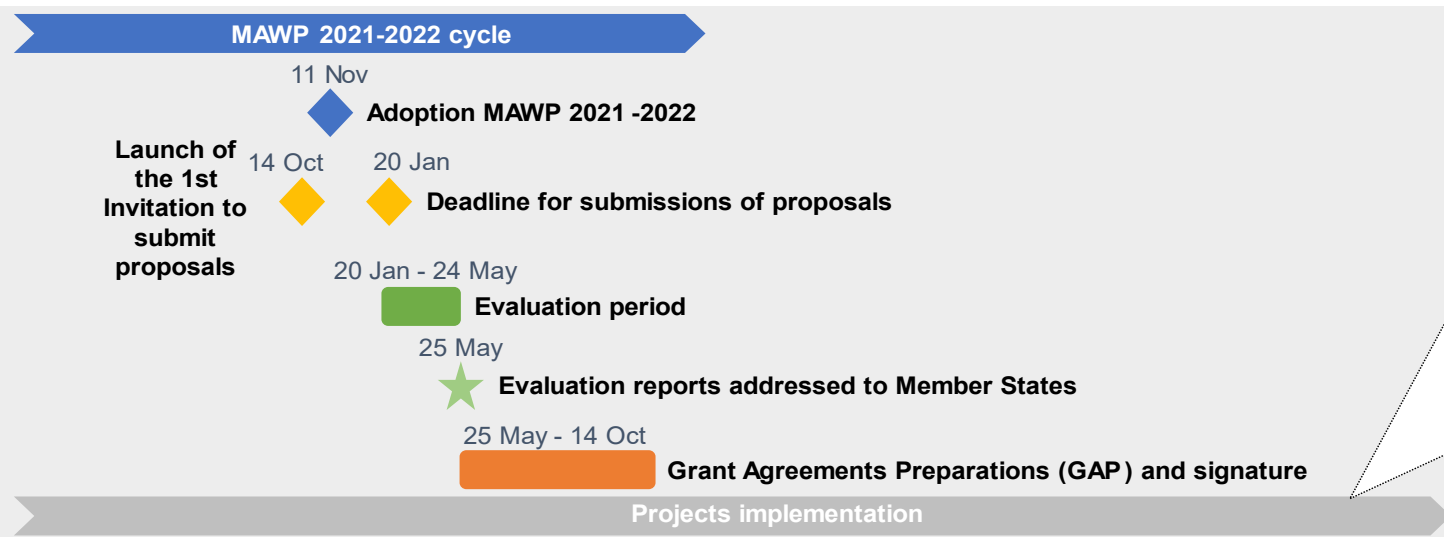 MAWP 2021-2022 cycle
11 Nov
Adoption MAWP 2021 -2022
Launch of
the 1st
Invitation to
submit
proposals
14 Oct
20 Jan
Deadline for submissions of proposals
20 Jan - 24 May
Evaluation period
25 May
Evaluation reports addressed to Member States
25 May - 14 Oct
Grant Agreements Preparations (GAP) and signature
Projects implementation